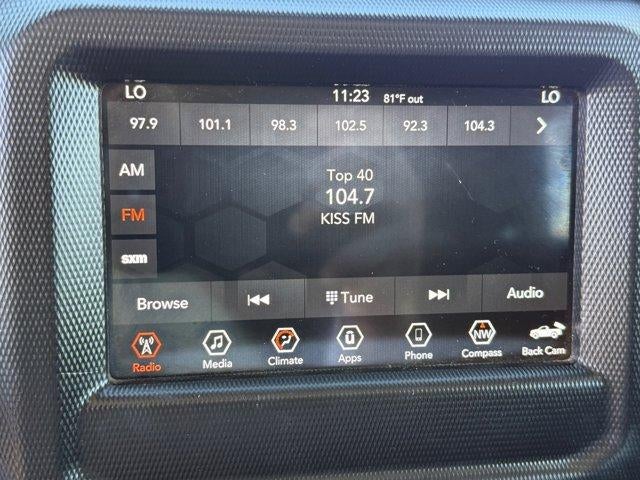 LO 11:23 81°F out LO
97.9 101.1 98.3 102.5 92.3 104.3
AM
Top 40
104.7
FM
KISS FM
sxm
Browse Tune Audio
NW
Radio Media Climate Apps Phone Compass Back Cam